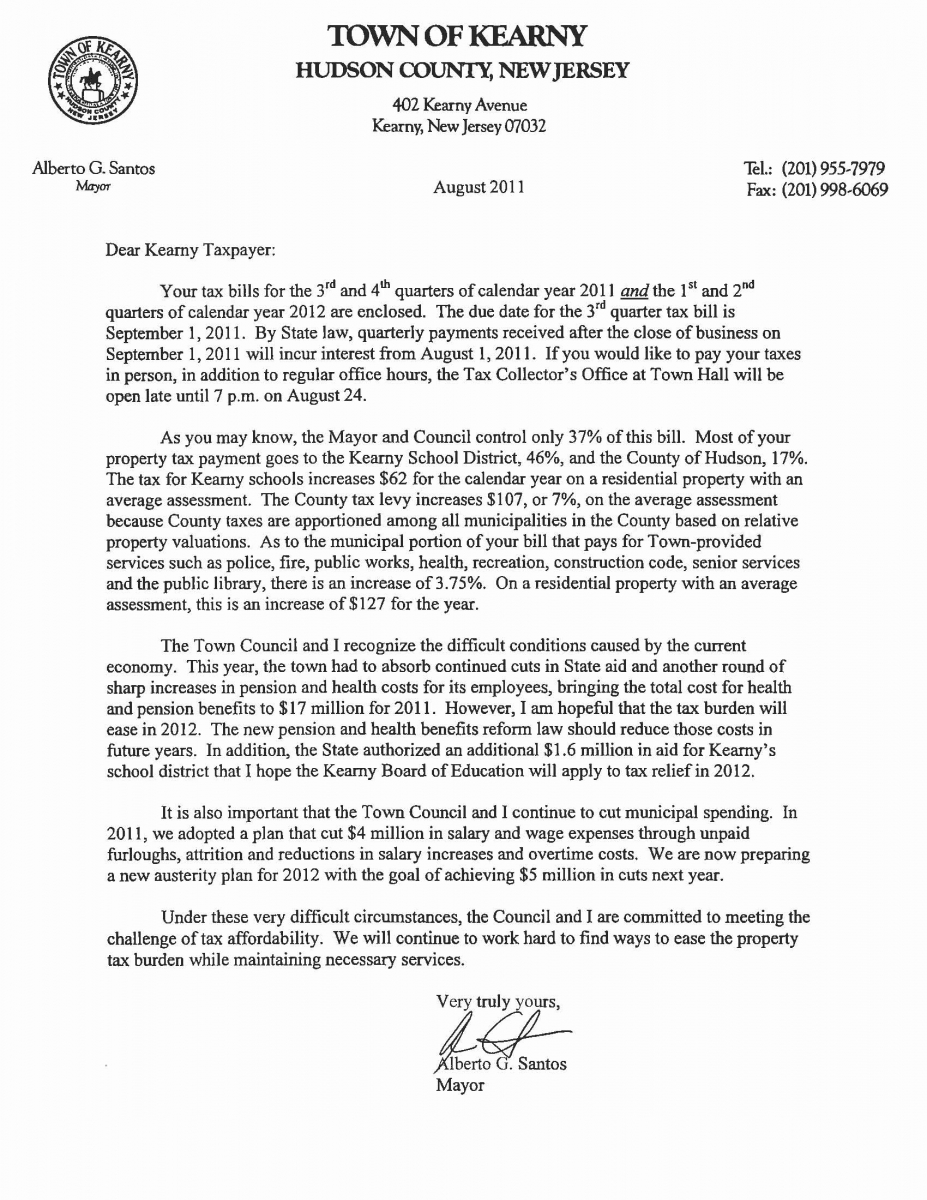 TOWN OF KEARNY
HUDSON COUNTY, NEW JERSEY
402 Kearny Avenue
Kearny, New Jersey 07032
TOWN OF KEARNY
HUDSON COUNTY
NEW JERSEY
Alberto G. Santos
Mayor
August 2011
Tel.: (201) 955-7979
Fax: (201) 998-6069
Dear Kearny Taxpayer:
Your tax bills for the 3rd and 4th quarters of calendar year 2011 and the 1st and 2nd
quarters of calendar year 2012 are enclosed. The due date for the 3rd quarter tax bill is
September 1, 2011. By State law, quarterly payments received after the close of business on
September 1, 2011 will incur interest from August 1, 2011. If you would like to pay your taxes
in person, in addition to regular office hours, the Tax Collector's Office at Town Hall will be
open late until 7 p.m. on August 24.
As you may know, the Mayor and Council control only 37% of this bill. Most of your
property tax payment goes to the Kearny School District, 46%, and the County of Hudson, 17%.
The tax for Kearny schools increases $62 for the calendar year on a residential property with an
average assessment. The County tax levy increases $107, or 7%, on the average assessment
because County taxes are apportioned among all municipalities in the County based on relative
property valuations. As to the municipal portion of your bill that pays for Town-provided
services such as police, fire, public works, health, recreation, construction code, senior services
and the public library, there is an increase of 3.75%. On a residential property with an average
assessment, this is an increase of $127 for the year.
The Town Council and I recognize the difficult conditions caused by the current
economy. This year, the town had to absorb continued cuts in State aid and another round of
sharp increases in pension and health costs for its employees, bringing the total cost for health
and pension benefits to $17 million for 2011. However, I am hopeful that the tax burden will
ease in 2012. The new pension and health benefits reform law should reduce those costs in
future years. In addition, the State authorized an additional $1.6 million in aid for Kearny's
school district that I hope the Kearny Board of Education will apply to tax relief in 2012.
It is also important that the Town Council and I continue to cut municipal spending. In
2011, we adopted a plan that cut $4 million in salary and wage expenses through unpaid
furloughs, attrition and reductions in salary increases and overtime costs. We are now preparing
a new austerity plan for 2012 with the goal of achieving $5 million in cuts next year.
Under these very difficult circumstances, the Council and I are committed to meeting the
challenge of tax affordability. We will continue to work hard to find ways to ease the property
tax burden while maintaining necessary services.
Very truly yours,
Alberto G. Santos
Mayor